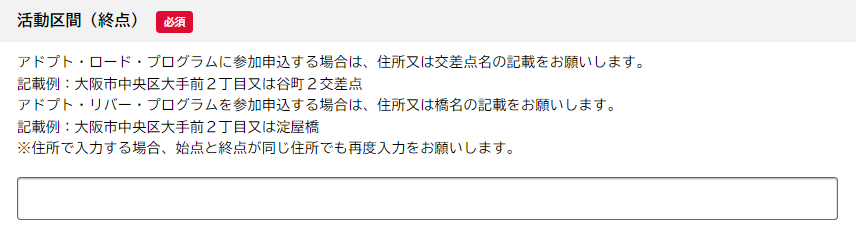 活動区間（終点） 必須
アドプト・ロード・プログラムに参加申込する場合は、住所又は交差点名の記載をお願いします。
記載例：大阪市中央区大手前２丁目又は谷町２交差点
アドプト・リバー・プログラムを参加申込する場合は、住所又は橋名の記載をお願いします。
記載例：大阪市中央区大手前２丁目又は淀屋橋
※住所で入力する場合、始点と終点が同じ住所でも再度入力をお願いします。